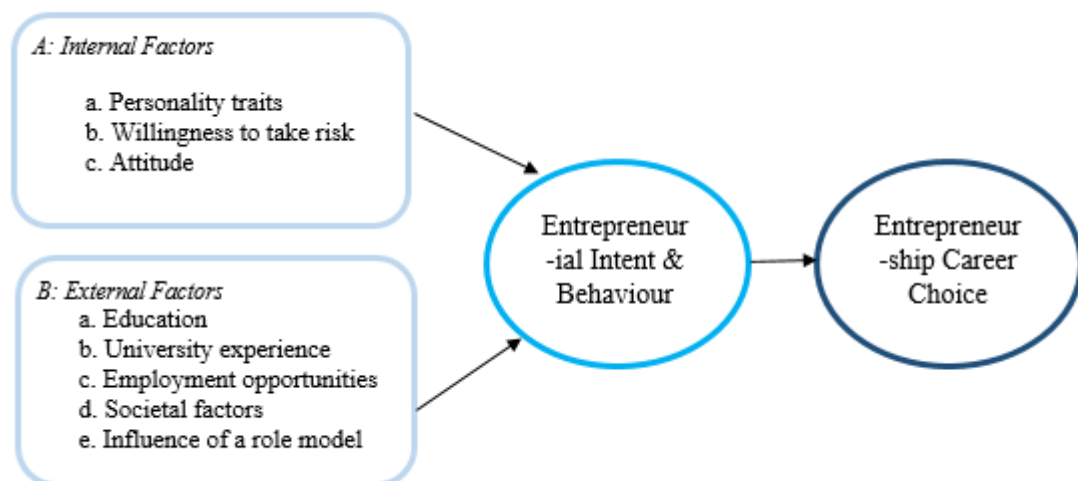 A: Internal Factors
a. Personality traits
b. Willingness to take risk
c. Attitude
B: External Factors
a. Education
b. University experience
c. Employment opportunities
d. Societal factors
e. Influence of a role model
Entrepreneur
-ial Intent &
Behaviour
Entrepreneur
-ship Career
Choice